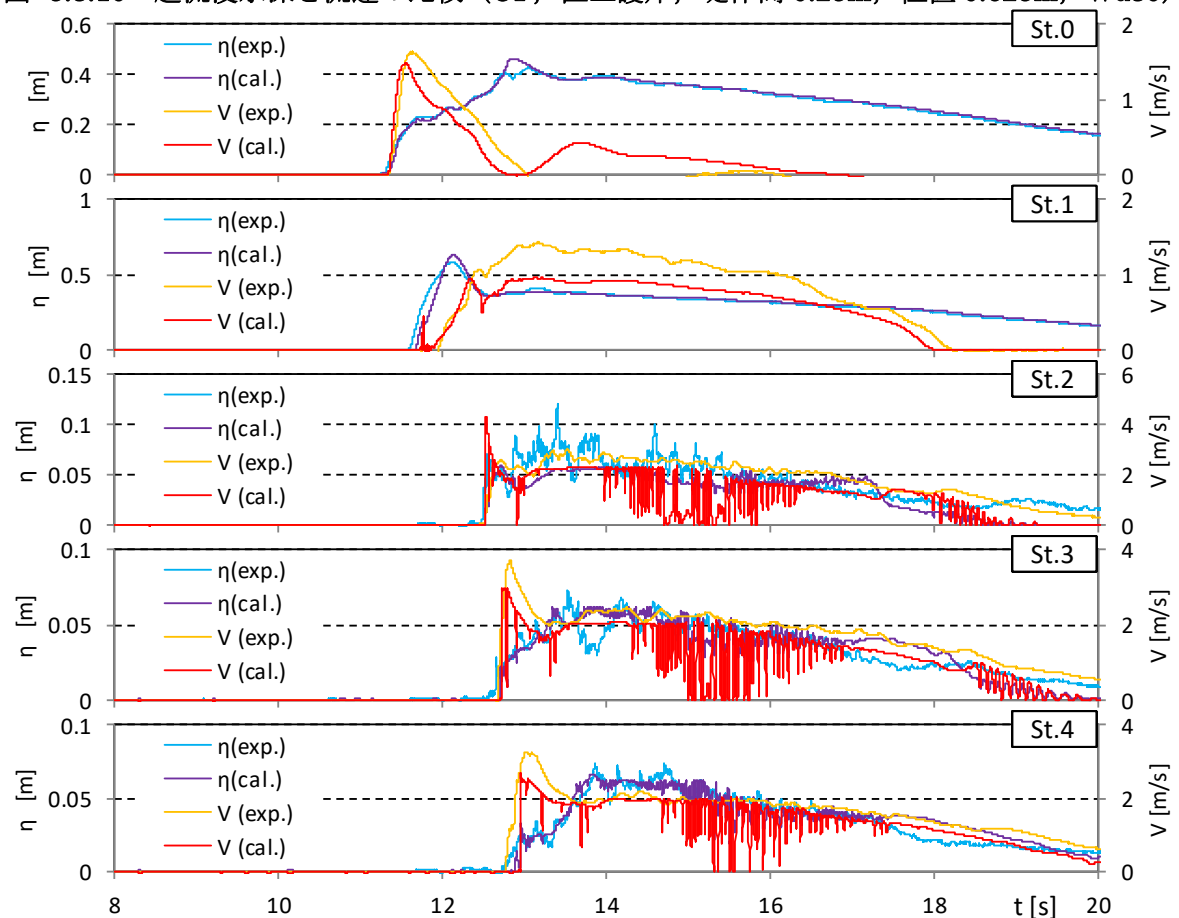 0.6
0.4
0.2
0
η [m]
η(exp.)
η(cal.)
V (exp.)
V (cal.)
St.0
2
1
0
V [m/s]
1
0.5
0
η [m]
η(exp.)
η(cal.)
V (exp.)
V (cal.)
St.1
2
1
0
V [m/s]
0.15
0.1
0.05
0
η [m]
η(exp.)
η(cal.)
V (exp.)
V (cal.)
St.2
6
4
2
0
V [m/s]
0.1
0.05
0
η [m]
η(exp.)
η(cal.)
V (exp.)
V (cal.)
St.3
4
2
0
V [m/s]
0.1
0.05
0
η [m]
η(exp.)
η(cal.)
V (exp.)
V (cal.)
St.4
4
2
0
V [m/s]
8 10 12 14 16 18 20
t [s]